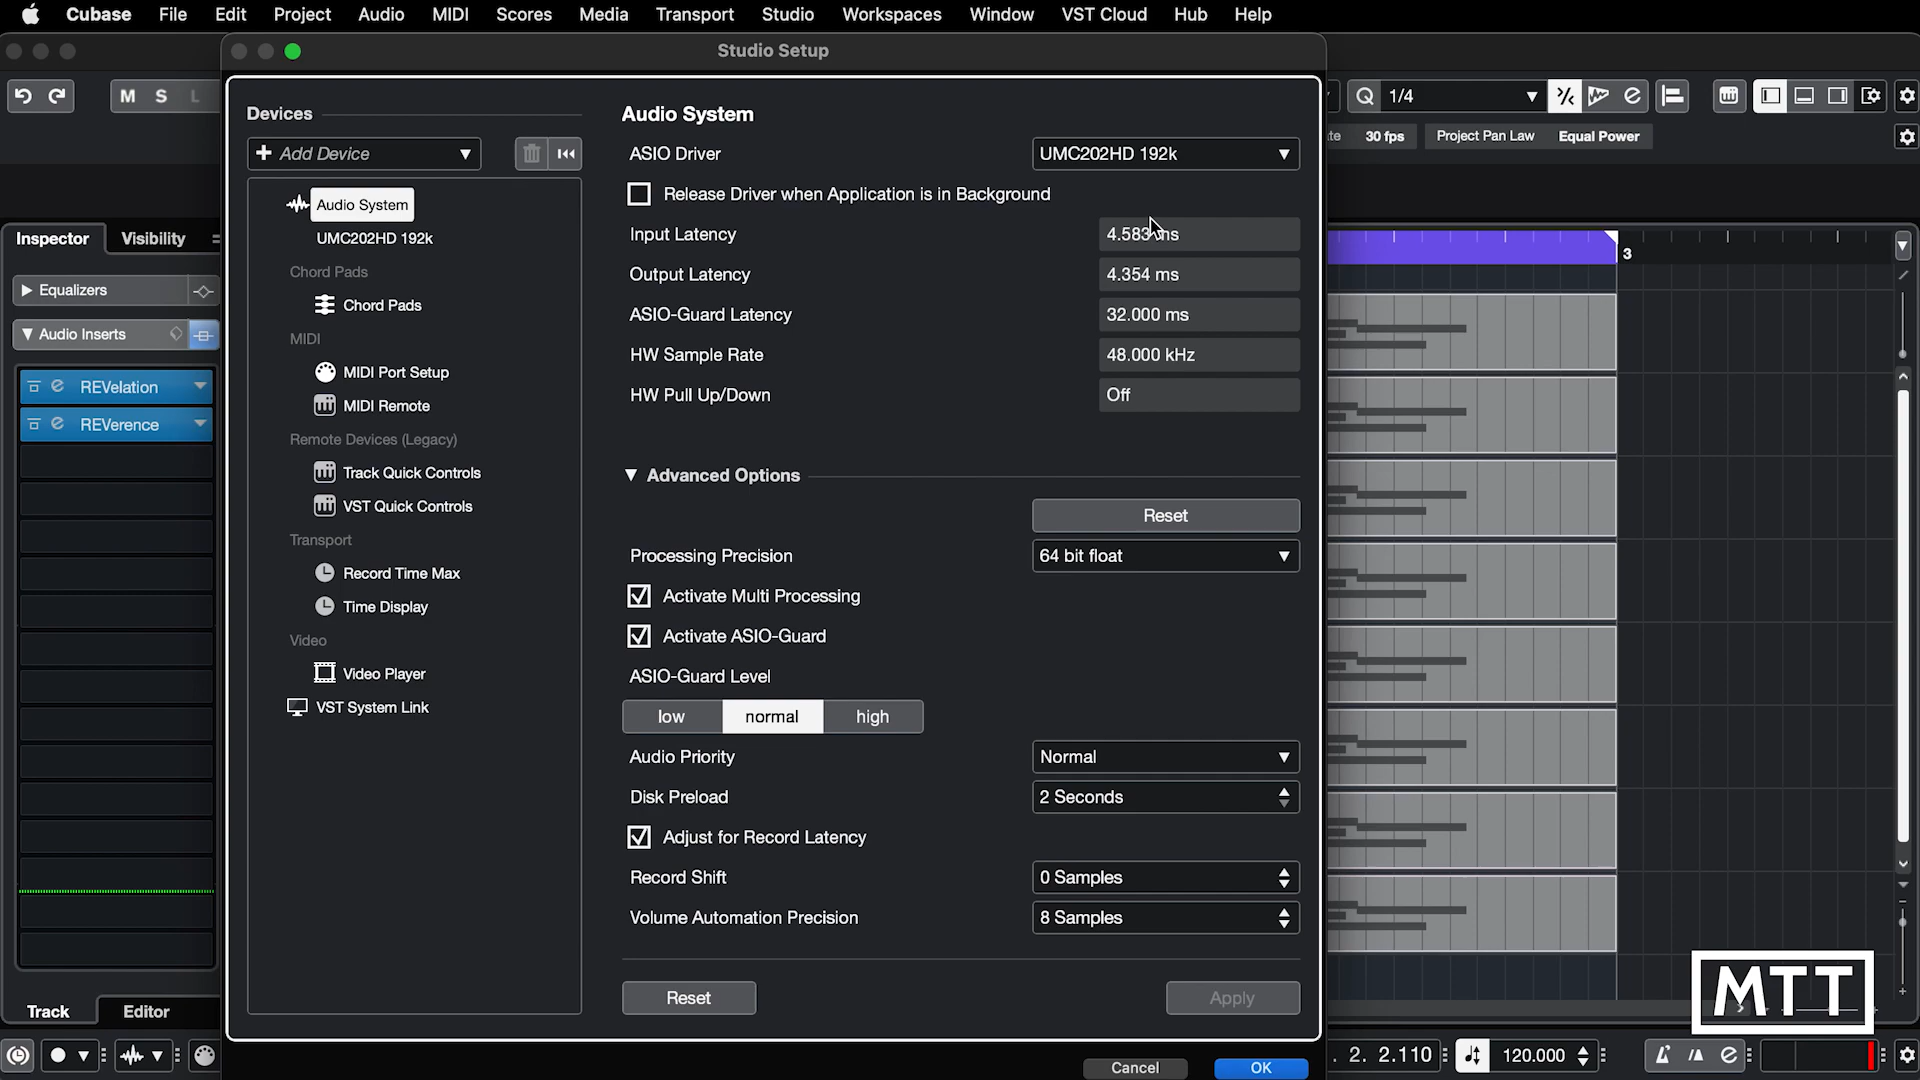 Cubase File Edit Project Audio MIDI Scores Media Transport Studio Workspaces Window VST Cloud Hub Help
Studio Setup
M S L
1/4
30 fps Project Pan Law Equal Power
Inspector Visibility
Equalizers
Audio Inserts
REVelation
REVerence
Track Editor
Devices
Add Device
Audio System
UMC202HD 192k
Chord Pads
Chord Pads
MIDI
MIDI Port Setup
MIDI Remote
Remote Devices (Legacy)
Track Quick Controls
VST Quick Controls
Transport
Record Time Max
Time Display
Video
Video Player
VST System Link
Audio System
ASIO Driver UMC202HD 192k
Release Driver when Application is in Background
Input Latency 4.583 ms
Output Latency 4.354 ms
ASIO-Guard Latency 32.000 ms
HW Sample Rate 48.000 kHz
HW Pull Up/Down Off
Advanced Options
Reset
Processing Precision 64 bit float
Activate Multi Processing
Activate ASIO-Guard
ASIO-Guard Level
low normal high
Audio Priority Normal
Disk Preload 2 Seconds
Adjust for Record Latency
Record Shift 0 Samples
Volume Automation Precision 8 Samples
Reset Apply
Cancel OK
3
MTT
. 2. 2.110 120.000